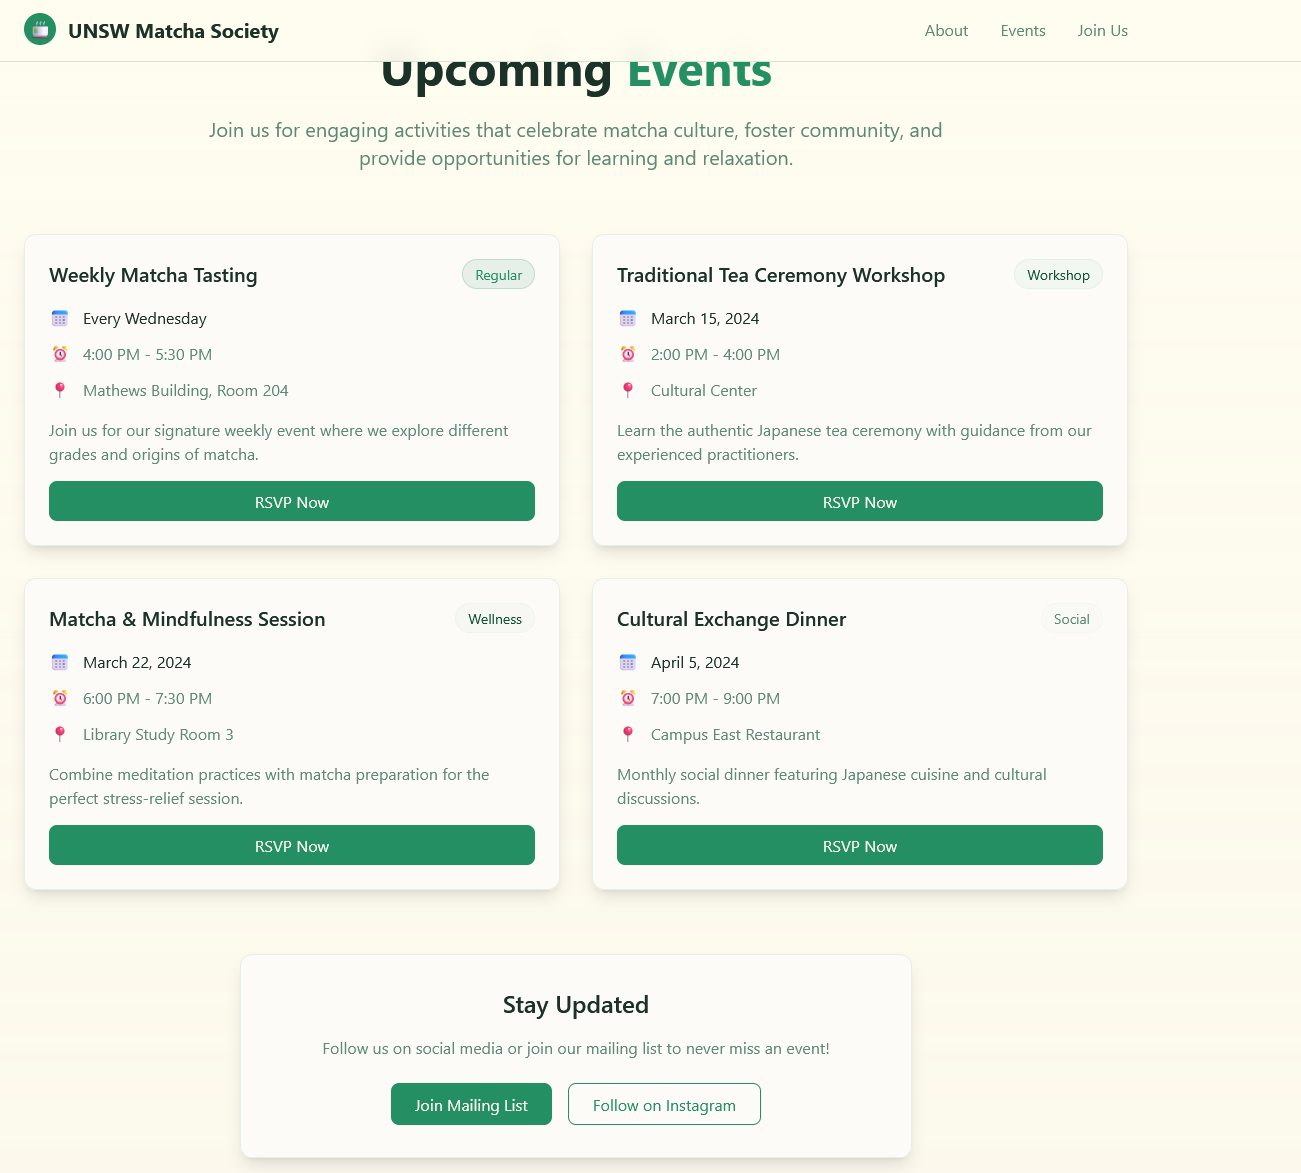 UNSW Matcha Society
About
Events
Join Us
Upcoming Events
Join us for engaging activities that celebrate matcha culture, foster community, and
provide opportunities for learning and relaxation.
Weekly Matcha Tasting
Regular
Every Wednesday
4:00 PM - 5:30 PM
Mathews Building, Room 204
Join us for our signature weekly event where we explore different
grades and origins of matcha.
RSVP Now
Traditional Tea Ceremony Workshop
Workshop
March 15, 2024
2:00 PM - 4:00 PM
Cultural Center
Learn the authentic Japanese tea ceremony with guidance from our
experienced practitioners.
RSVP Now
Matcha & Mindfulness Session
Wellness
March 22, 2024
6:00 PM - 7:30 PM
Library Study Room 3
Combine meditation practices with matcha preparation for the
perfect stress-relief session.
RSVP Now
Cultural Exchange Dinner
Social
April 5, 2024
7:00 PM - 9:00 PM
Campus East Restaurant
Monthly social dinner featuring Japanese cuisine and cultural
discussions.
RSVP Now
Stay Updated
Follow us on social media or join our mailing list to never miss an event!
Join Mailing List
Follow on Instagram